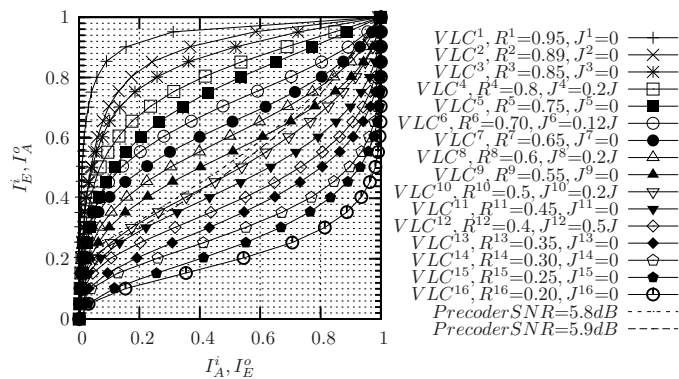 1
0.8
0.6
0.4
0.2
0
0 0.2 0.4 0.6 0.8 1
I_E^i, I_A^o
I_A^i, I_E^o
VLC^1, R^1=0.95, J^1=0
VLC^2, R^2=0.89, J^2=0
VLC^3, R^3=0.85, J^3=0
VLC^4, R^4=0.8, J^4=0.2J
VLC^5, R^5=0.75, J^5=0
VLC^6, R^6=0.70, J^6=0.12J
VLC^7, R^7=0.65, J^7=0
VLC^8, R^8=0.6, J^8=0.2J
VLC^9, R^9=0.55, J^9=0
VLC^10, R^10=0.5, J^10=0.2J
VLC^11, R^11=0.45, J^11=0
VLC^12, R^12=0.4, J^12=0.5J
VLC^13, R^13=0.35, J^13=0
VLC^14, R^14=0.30, J^14=0
VLC^15, R^15=0.25, J^15=0
VLC^16, R^16=0.20, J^16=0
PrecoderSNR=5.8dB
PrecoderSNR=5.9dB